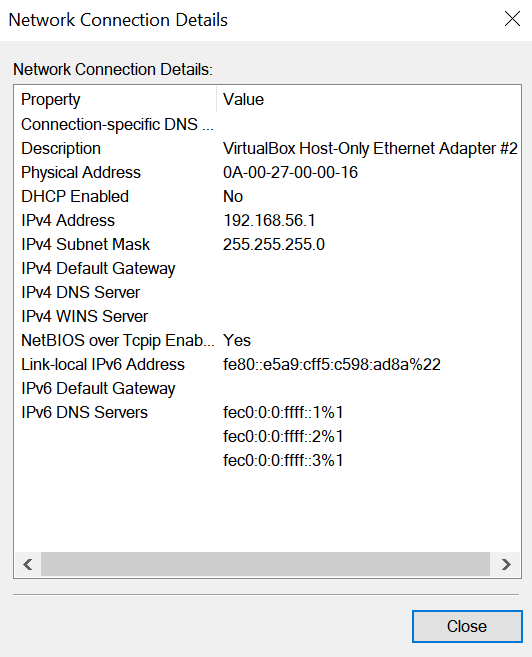 Network Connection Details
Network Connection Details:
Property Value
Connection-specific DNS ...
Description VirtualBox Host-Only Ethernet Adapter #2
Physical Address 0A-00-27-00-00-16
DHCP Enabled No
IPv4 Address 192.168.56.1
IPv4 Subnet Mask 255.255.255.0
IPv4 Default Gateway
IPv4 DNS Server
IPv4 WINS Server
NetBIOS over Tcpip Enab... Yes
Link-local IPv6 Address fe80::e5a9:cff5:c598:ad8a%22
IPv6 Default Gateway
IPv6 DNS Servers fec0:0:0:ffff::1%1
fec0:0:0:ffff::2%1
fec0:0:0:ffff::3%1
Close